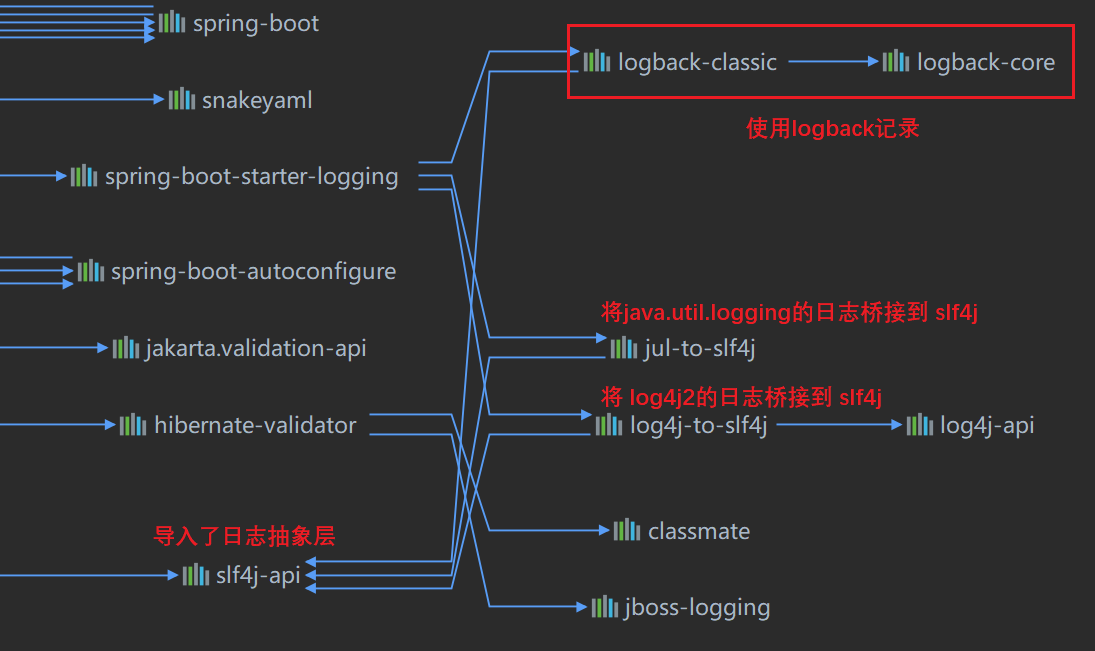 spring-boot
logback-classic
logback-core
snakeyaml
使用logback记录
spring-boot-starter-logging
spring-boot-autoconfigure
将java.util.logging的日志桥接到 slf4j
jakarta.validation-api
jul-to-slf4j
将 log4j2的日志桥接到 slf4j
hibernate-validator
log4j-to-slf4j
log4j-api
导入了日志抽象层
classmate
slf4j-api
jboss-logging